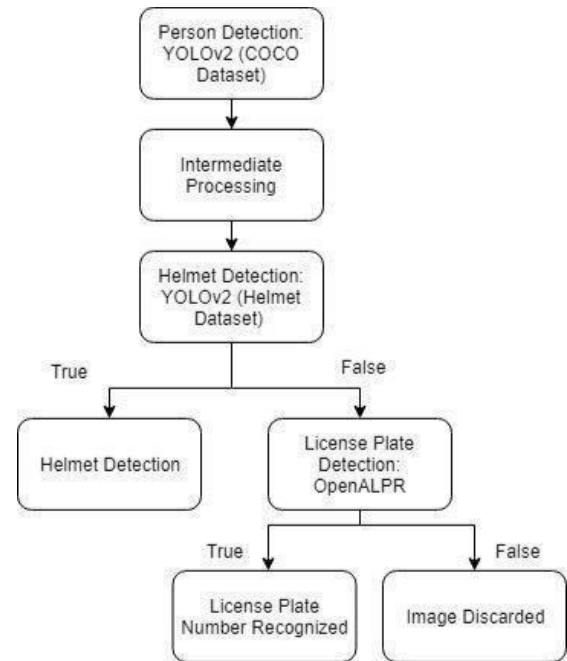 Person Detection:
YOLOv2 (COCO
Dataset)
Intermediate
Processing
Helmet Detection:
YOLOv2 (Helmet
Dataset)
True
False
Helmet Detection
License Plate
Detection:
OpenALPR
True
False
License Plate
Number Recognized
Image Discarded